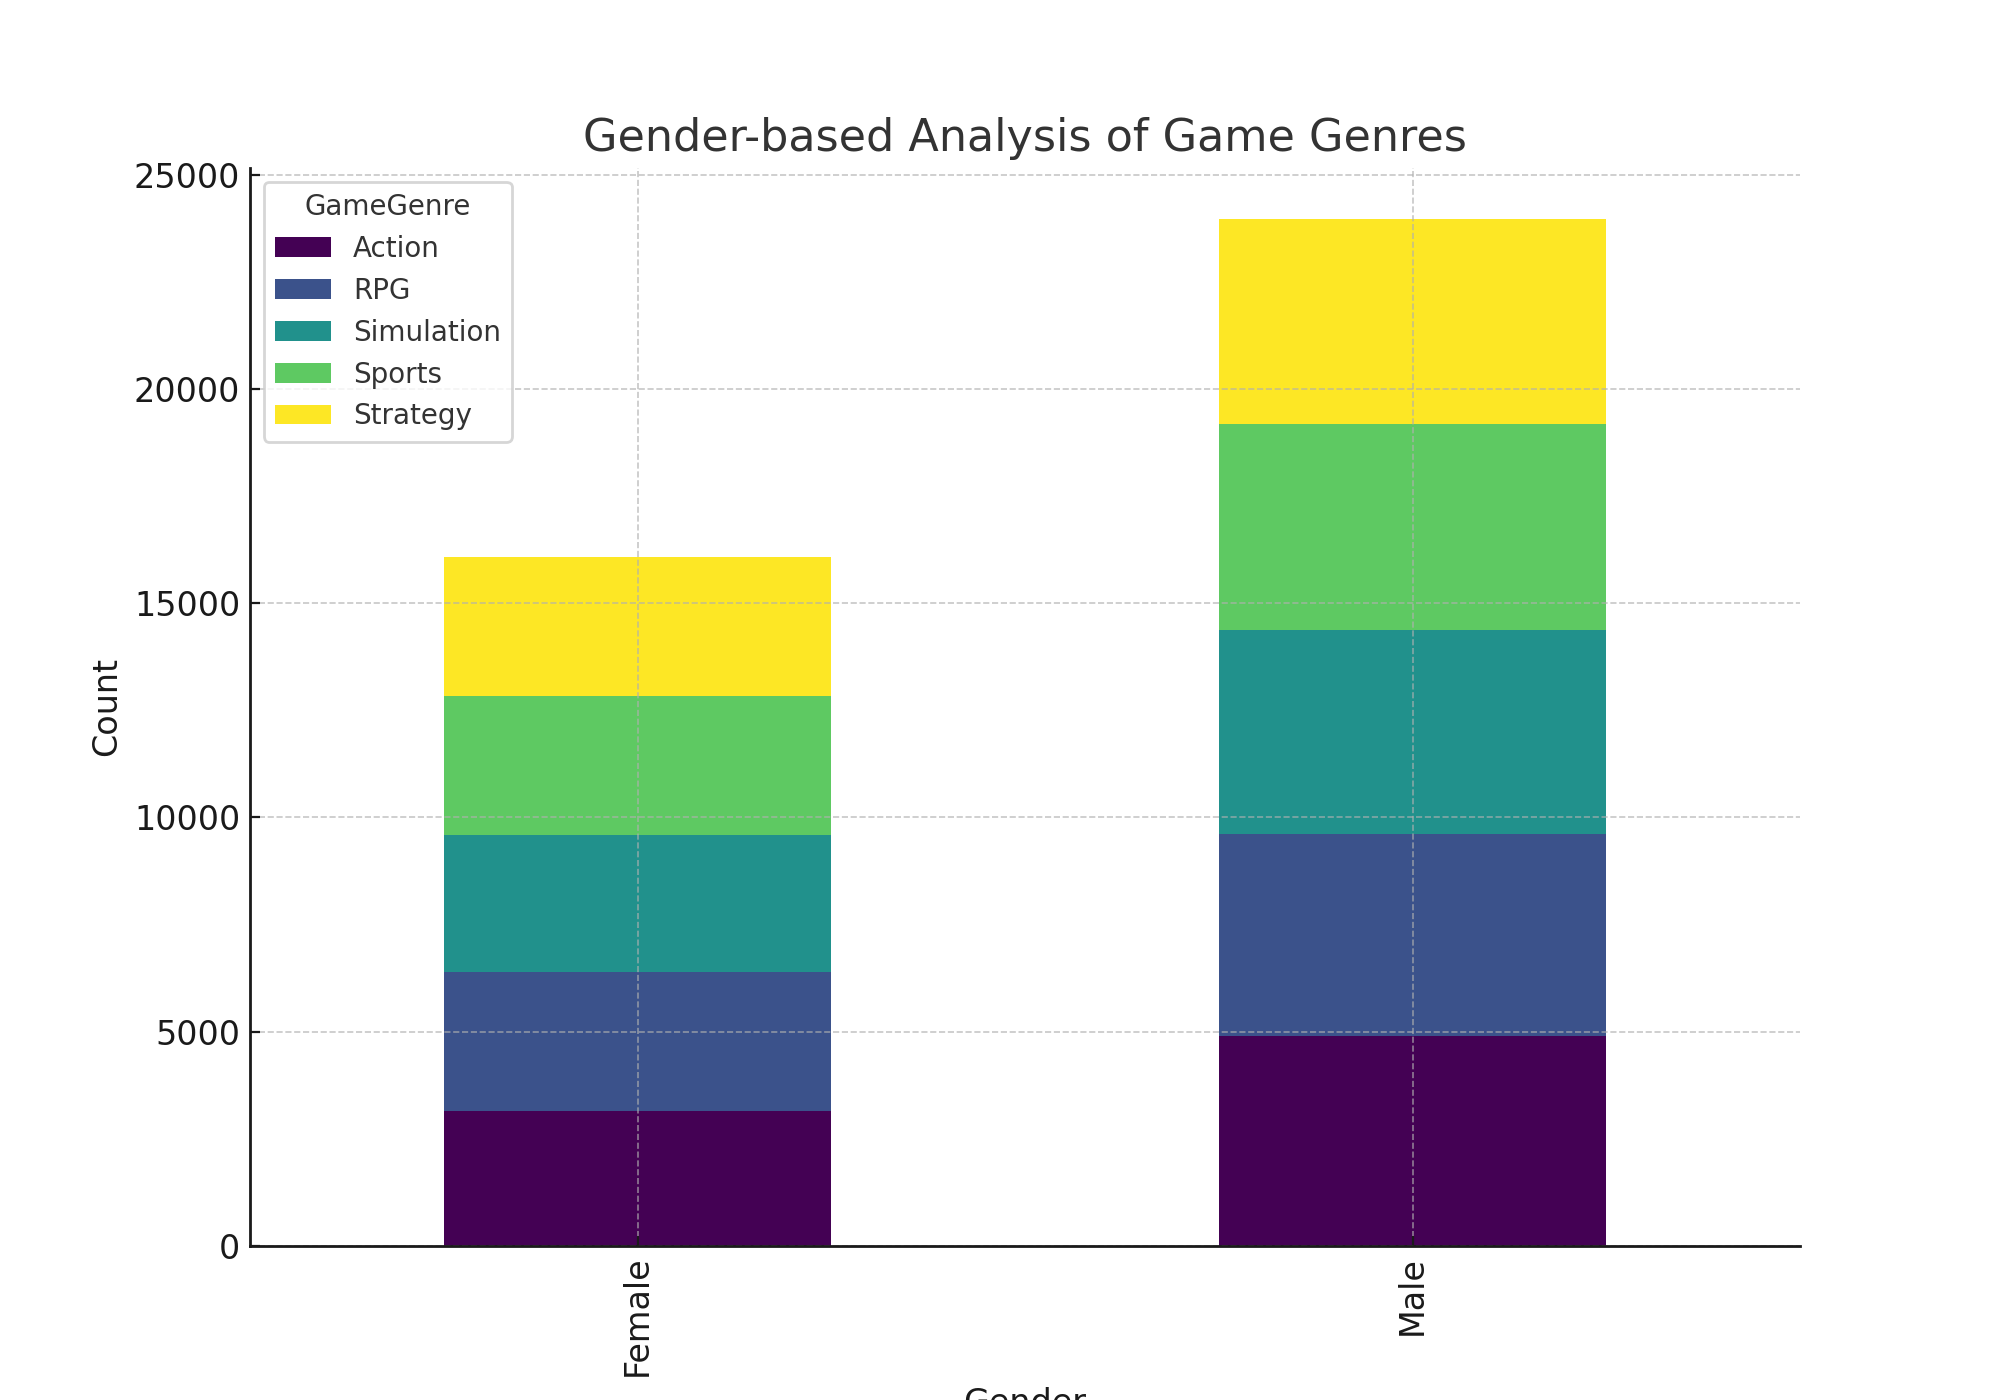 Gender-based Analysis of Game Genres
25000
20000
15000
10000
5000
0
Count
GameGenre
Action
RPG
Simulation
Sports
Strategy
Female
Male
Gender